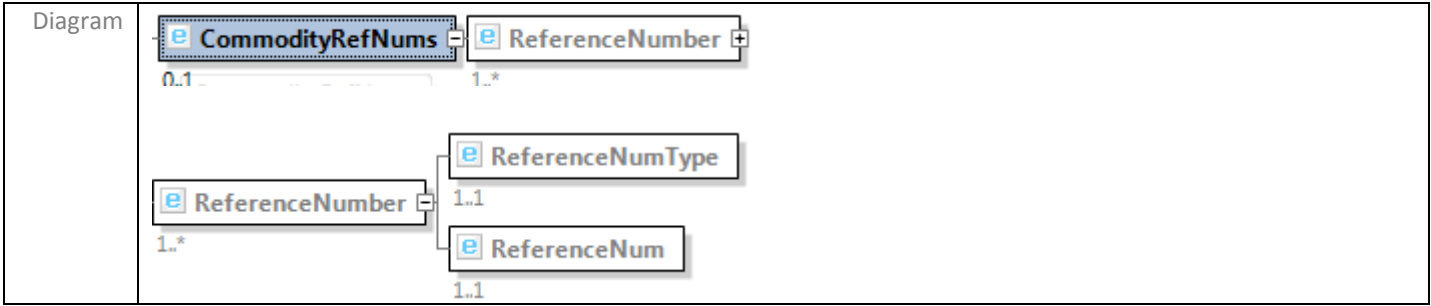 Diagram
e CommodityRefNums e ReferenceNumber
0..1 1..*
e ReferenceNumType
1..1
e ReferenceNumber
1..*
e ReferenceNum
1..1